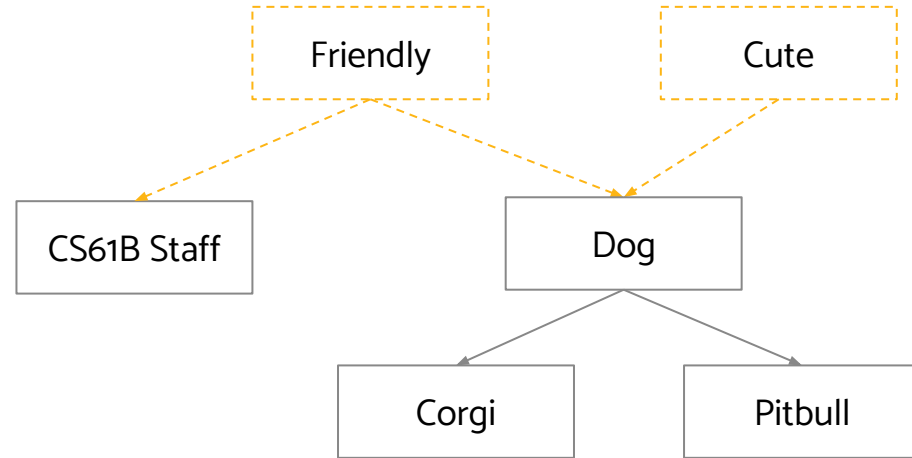 Friendly
Cute
CS61B Staff
Dog
Corgi
Pitbull